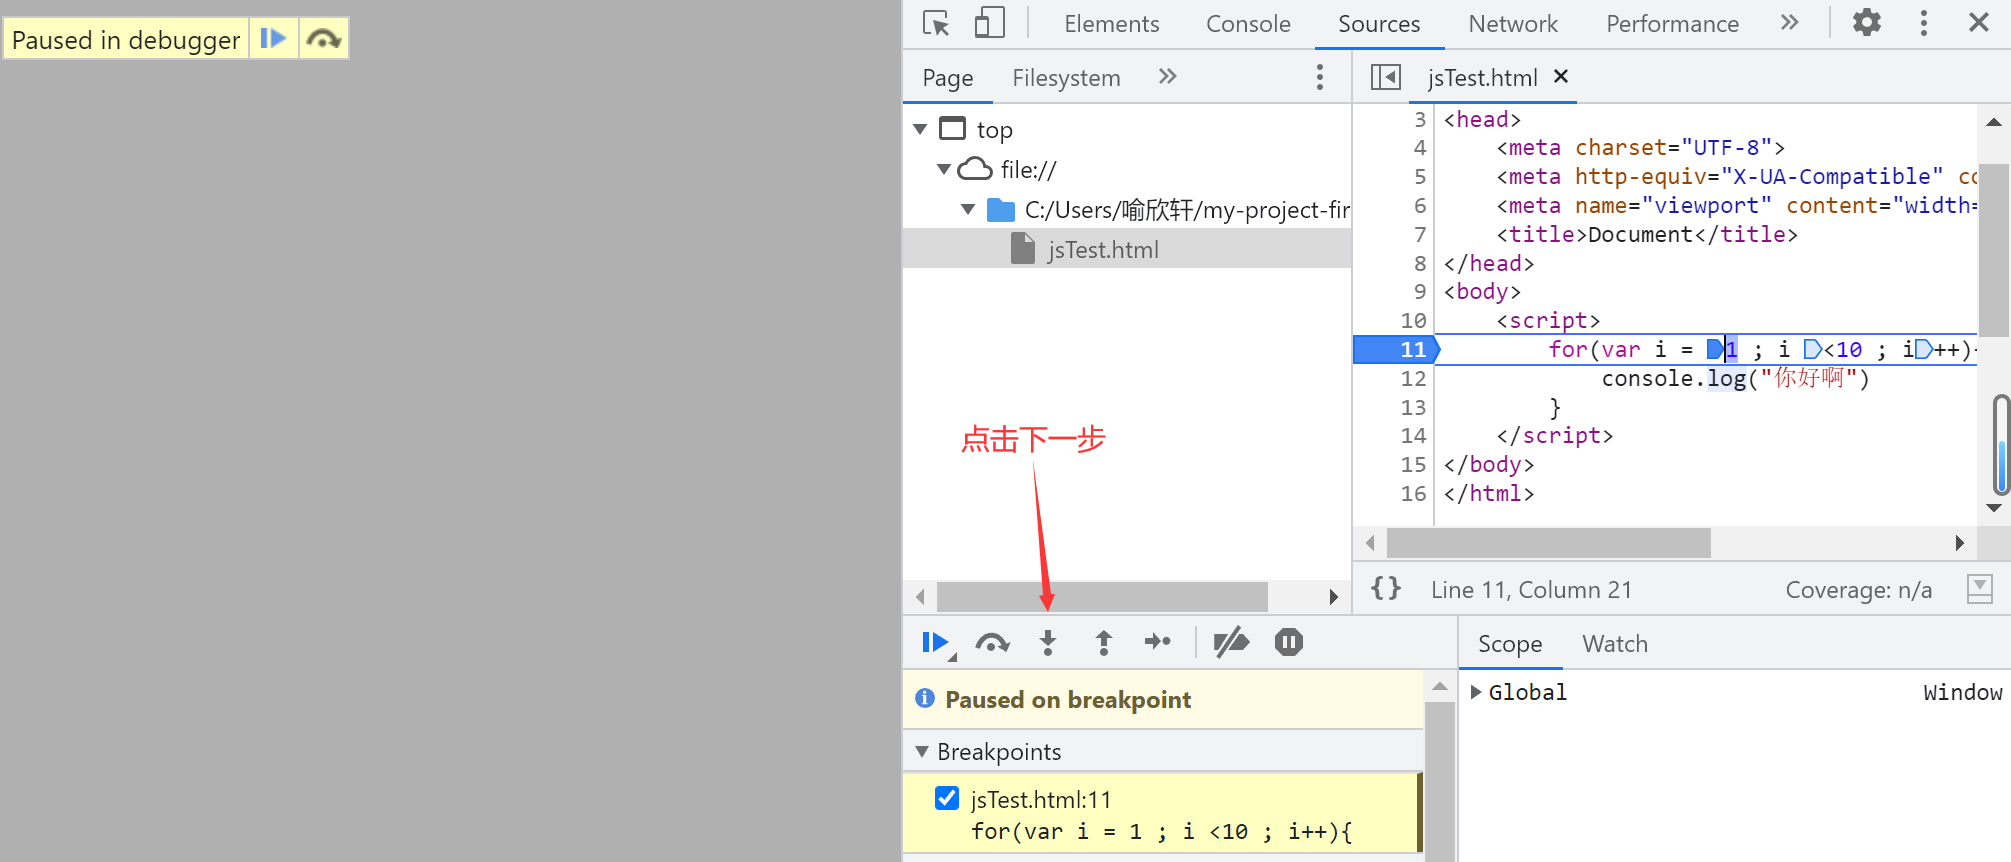 Paused in debugger
Elements Console Sources Network Performance
Page Filesystem
jsTest.html
top
file://
C:/Users/喻欣轩/my-project-fir
jsTest.html
3 <head>
4 <meta charset="UTF-8">
5 <meta http-equiv="X-UA-Compatible" co
6 <meta name="viewport" content="width=
7 <title>Document</title>
8 </head>
9 <body>
10 <script>
11 for(var i = 1 ; i <10 ; i++){
12 console.log("你好啊")
13 }
14 </script>
15 </body>
16 </html>
点击下一步
{} Line 11, Column 21 Coverage: n/a
Paused on breakpoint
Breakpoints
jsTest.html:11
for(var i = 1 ; i <10 ; i++){
Scope Watch
Global Window